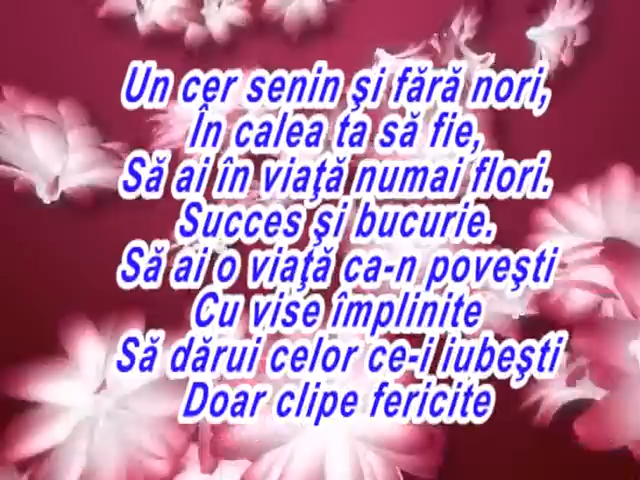 Un cer senin şi fără nori,
În calea ta să fie,
Să ai în viaţă numai flori.
Succes şi bucurie.
Să ai o viaţă ca-n poveşti
Cu vise împlinite
Să dărui celor ce-i iubeşti
Doar clipe fericite